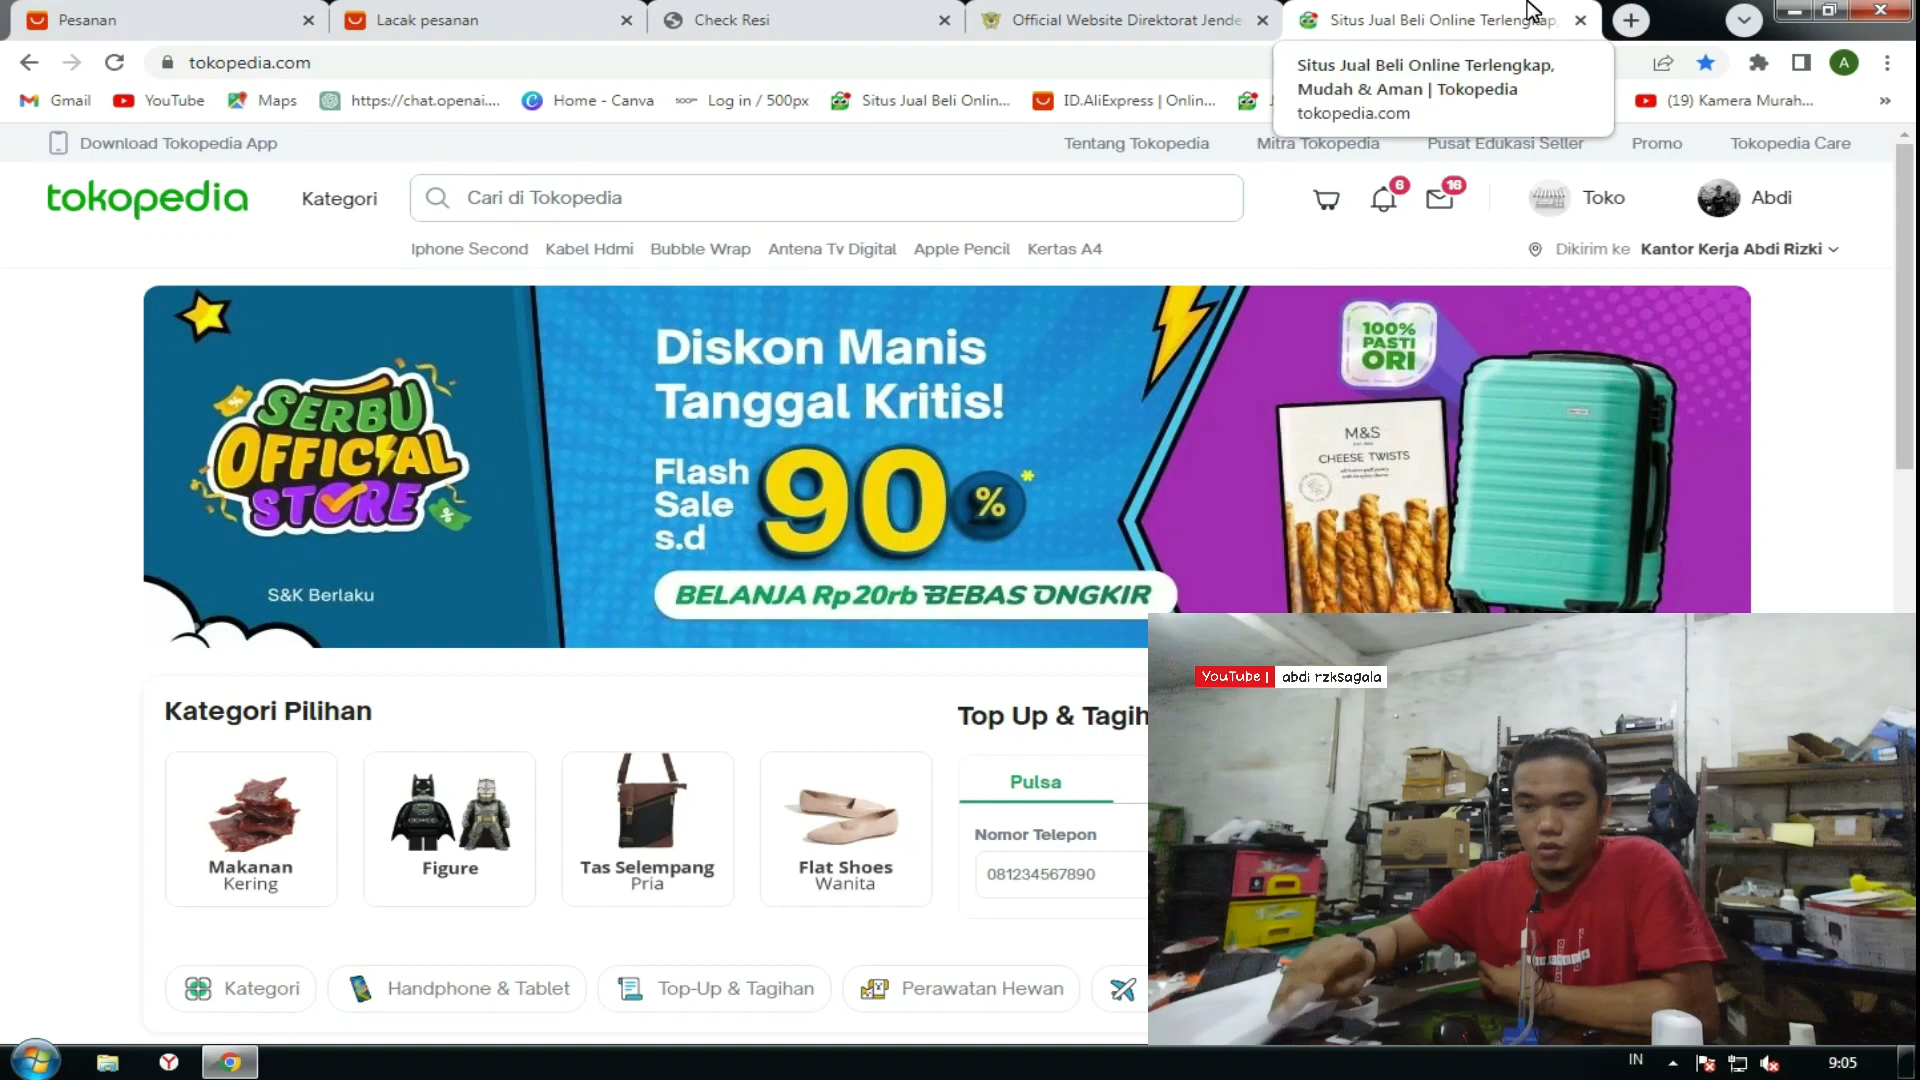 Pesanan
Lacak pesanan
Check Resi
Official Website Direktorat Jende
Situs Jual Beli Online Terlengkap,
tokopedia.com
Situs Jual Beli Online Terlengkap,
Mudah & Aman | Tokopedia
tokopedia.com
A
Gmail
YouTube
Maps
https://chat.openai....
Home - Canva
500px
Log in / 500px
Situs Jual Beli Onlin...
ID.AliExpress | Onlin...
(19) Kamera Murah...
Download Tokopedia App
Tentang Tokopedia
Mitra Tokopedia
Pusat Edukasi Seller
Promo
Tokopedia Care
tokopedia
Kategori
Cari di Tokopedia
6
16
Toko
Abdi
Iphone Second
Kabel Hdmi
Bubble Wrap
Antena Tv Digital
Apple Pencil
Kertas A4
Dikirim ke Kantor Kerja Abdi Rizki
SERBU
OFFICIAL
STORE
S&K Berlaku
Diskon Manis
Tanggal Kritis!
Flash
Sale
s.d
90%*
BELANJA Rp20rb BEBAS ONGKIR
100%
PASTI
ORI
M&S
CHEESE TWISTS
YouTube | abdi rzksagala
Kategori Pilihan
Makanan
Kering
Figure
Tas Selempang
Pria
Flat Shoes
Wanita
Top Up & Tagih
Pulsa
Nomor Telepon
081234567890
Kategori
Handphone & Tablet
Top-Up & Tagihan
Perawatan Hewan
IN
9:05